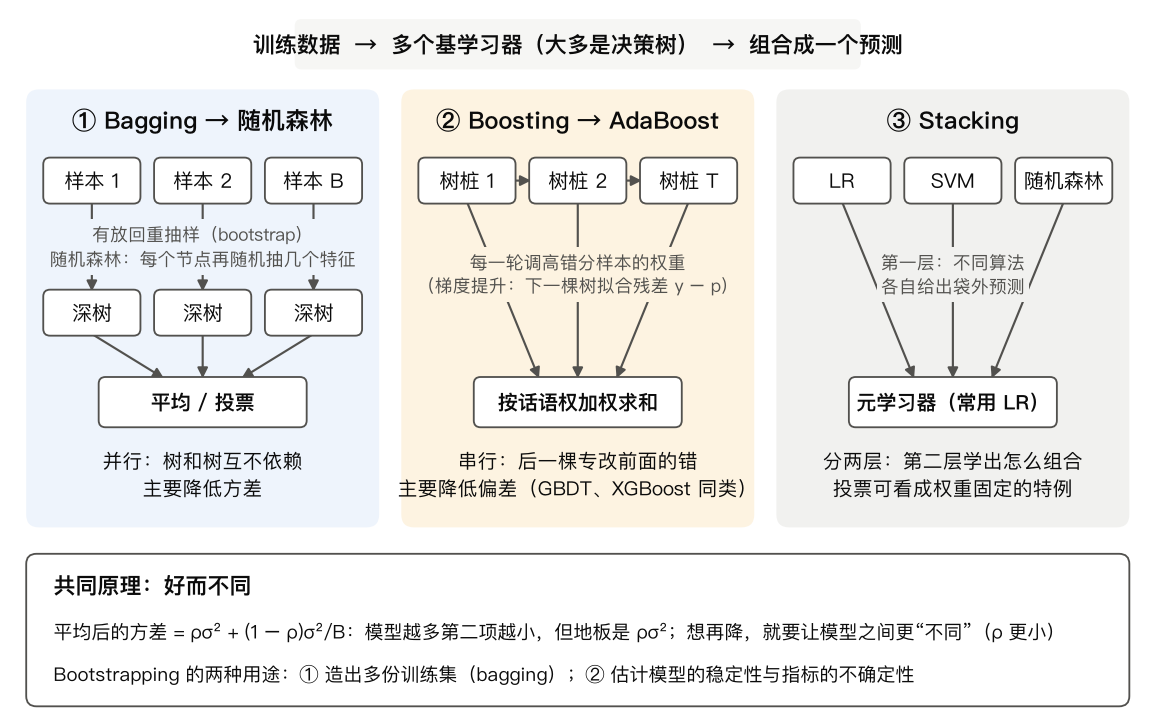 训练数据 → 多个基学习器（大多是决策树） → 组合成一个预测
① Bagging → 随机森林
样本 1
样本 2
样本 B
有放回重抽样（bootstrap）
随机森林：每个节点再随机抽几个特征
深树
深树
深树
平均 / 投票
并行：树和树互不依赖
主要降低方差
② Boosting → AdaBoost
树桩 1
树桩 2
树桩 T
每一轮调高错分样本的权重
（梯度提升：下一棵树拟合残差 y − p）
按话语权加权求和
串行：后一棵专改前面的错
主要降低偏差（GBDT、XGBoost 同类）
③ Stacking
LR
SVM
随机森林
第一层：不同算法
各自给出袋外预测
元学习器（常用 LR）
分两层：第二层学出怎么组合
投票可看成权重固定的特例
共同原理：好而不同
平均后的方差 = ρσ² + (1 − ρ)σ²/B：模型越多第二项越小，但地板是 ρσ²；想再降，就要让模型之间更“不同”（ρ 更小）
Bootstrapping 的两种用途：① 造出多份训练集（bagging）；② 估计模型的稳定性与指标的不确定性